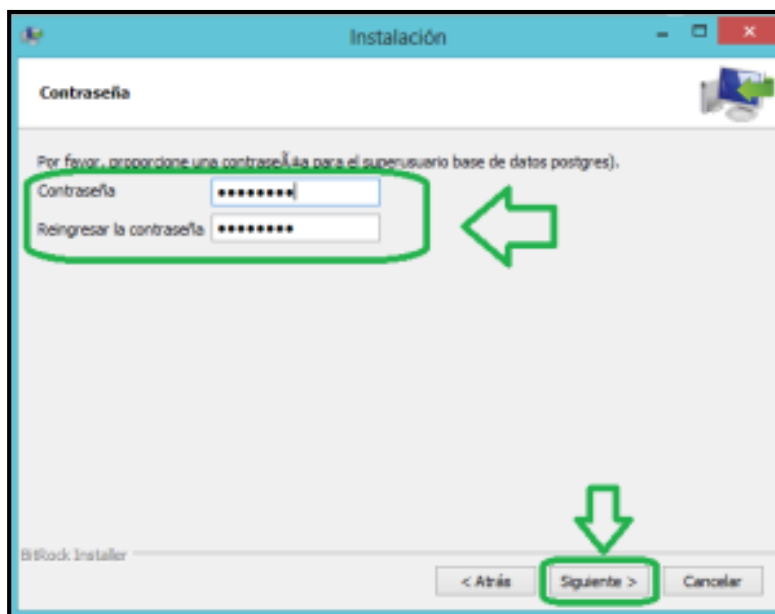 Instalación
Contraseña
Por favor, proporcione una contraseÃ±a para el superusuario base de datos postgres).
Contraseña ••••••••
Reingresar la contraseña ••••••••
BitRock Installer
< Atrás Siguiente > Cancelar